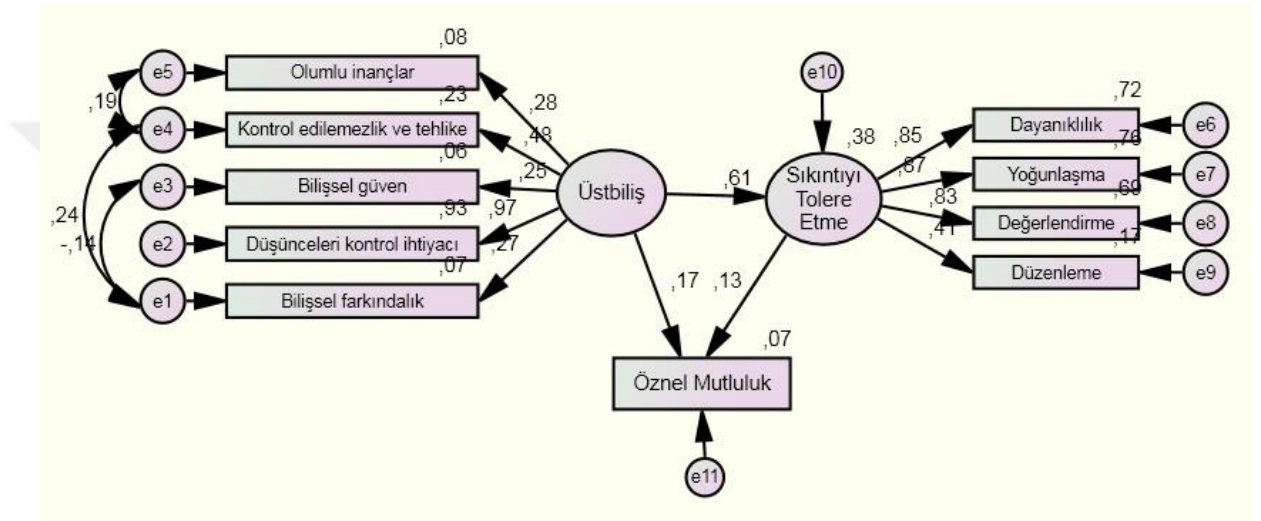 ,08
e5
Olumlu inançlar
,19
,23
,28
e4
Kontrol edilemezlik ve tehlike
,48
,06
e3
Bilişsel güven
,25
,24
-,14
,93
,97
e2
Düşünceleri kontrol ihtiyacı
,27
,07
e1
Bilişsel farkındalık
Üstbiliş
,61
e10
,38
Sıkıntıyı
Tolere
Etme
,85
,72
Dayanıklılık
e6
,87
,76
Yoğunlaşma
e7
,83
,69
Değerlendirme
e8
,41
,17
Düzenleme
e9
,17
,13
,07
Öznel Mutluluk
e11